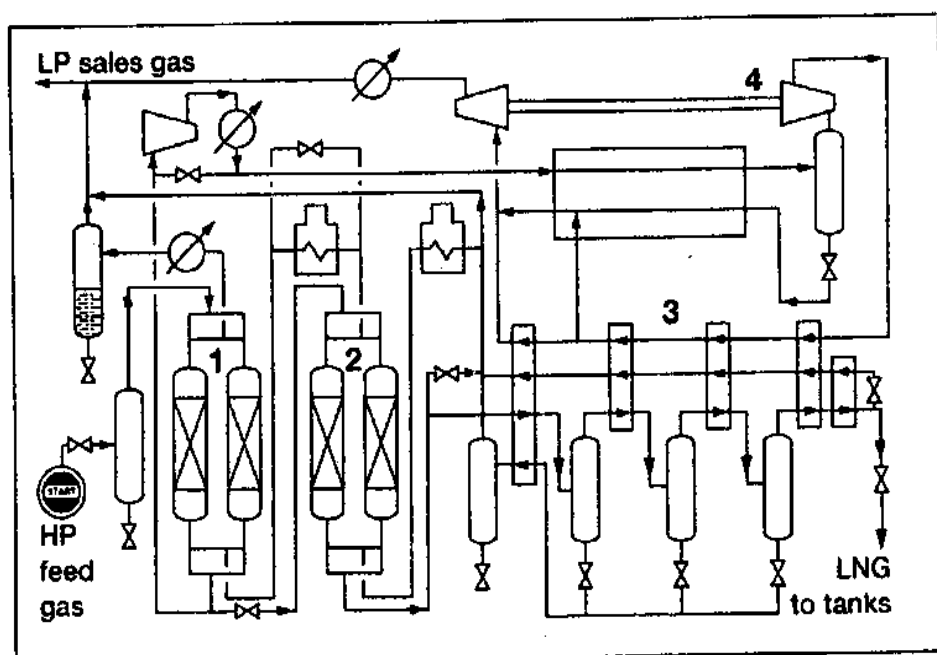 LP sales gas
4
3
1
2
START
HP
feed
gas
LNG
to tanks